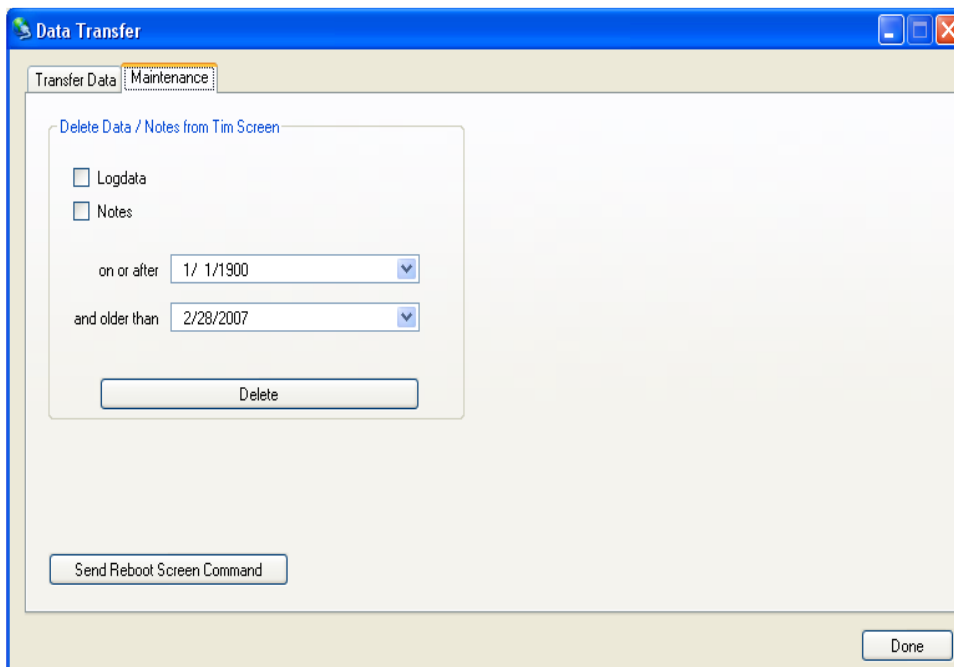 Data Transfer
Transfer Data Maintenance
Delete Data / Notes from Tim Screen
Logdata
Notes
on or after 1/ 1/1900
and older than 2/28/2007
Delete
Send Reboot Screen Command
Done